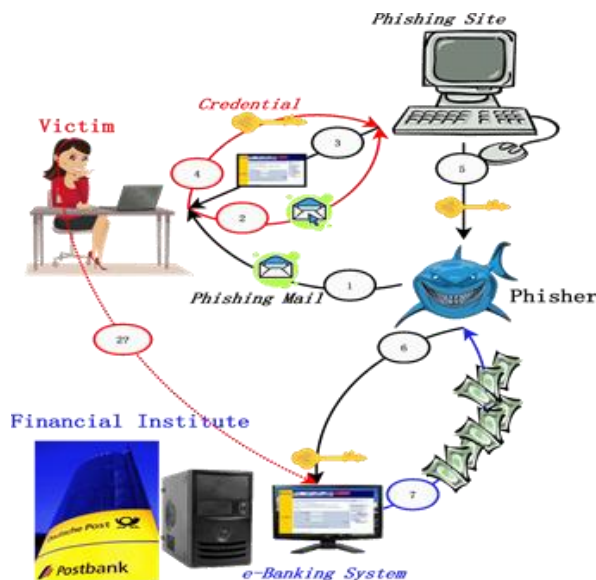 Phishing Site
Credential
Victim
3
4
5
2
1
Phishing Mail
Phisher
6
2?
Financial Institute
7
Deutsche Post
Postbank
e-Banking System